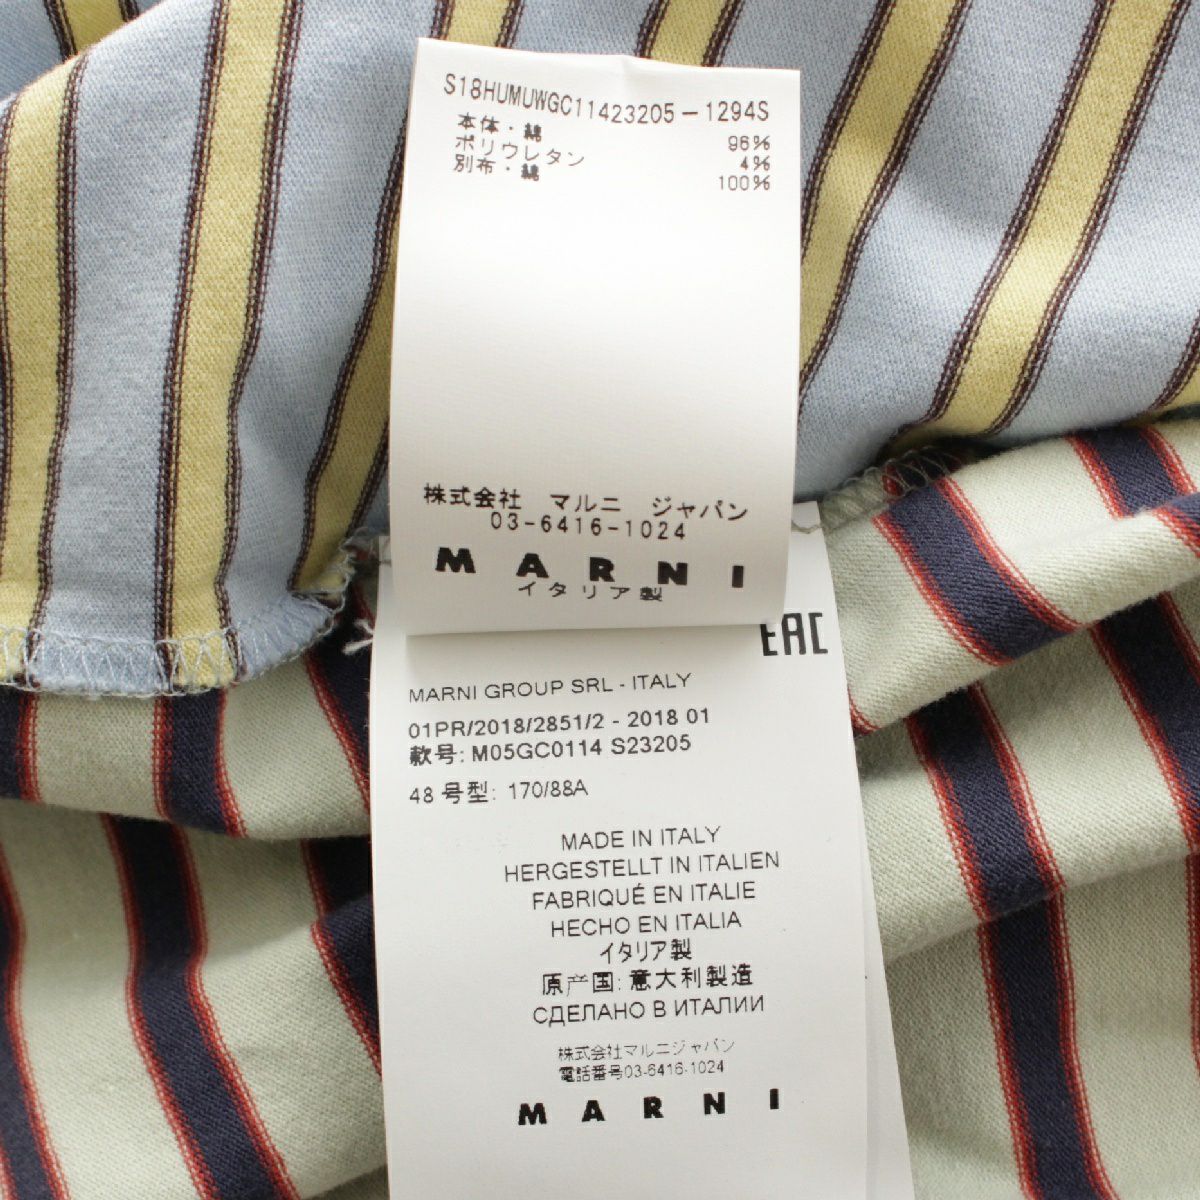 S18HUMUWGC11423205-1294S
本体・綿 96%
ポリウレタン 4%
別布・綿 100%
株式会社 マルニ ジャパン
03-6416-1024
MARNI
イタリア製
EAC
MARNI GROUP SRL - ITALY
01PR/2018/2851/2 - 2018 01
款号: M05GC0114 S23205
48 号型: 170/88A
MADE IN ITALY
HERGESTELLT IN ITALIEN
FABRIQUÉ EN ITALIE
HECHO EN ITALIA
イタリア製
原产国: 意大利製造
СДЕЛАНО В ИТАЛИИ
株式会社マルニジャパン
電話番号03-6416-1024
MARNI